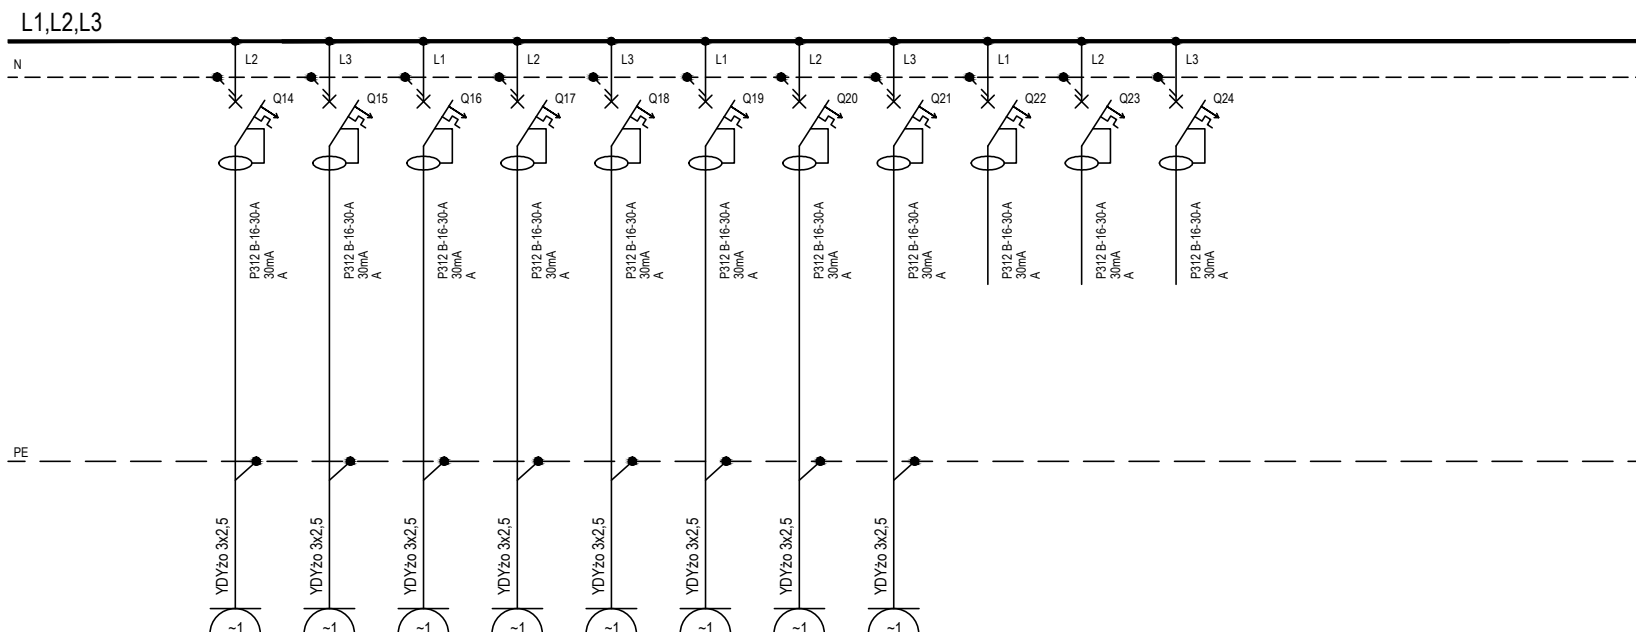 L1,L2,L3
N
L2
L3
L1
L2
L3
L1
L2
L3
L1
L2
L3
Q14
Q15
Q16
Q17
Q18
Q19
Q20
Q21
Q22
Q23
Q24
P312 B-16-30-A
30mA
A
P312 B-16-30-A
30mA
A
P312 B-16-30-A
30mA
A
P312 B-16-30-A
30mA
A
P312 B-16-30-A
30mA
A
P312 B-16-30-A
30mA
A
P312 B-16-30-A
30mA
A
P312 B-16-30-A
30mA
A
P312 B-16-30-A
30mA
A
P312 B-16-30-A
30mA
A
P312 B-16-30-A
30mA
A
PE
YDYżo 3x2,5
YDYżo 3x2,5
YDYżo 3x2,5
YDYżo 3x2,5
YDYżo 3x2,5
YDYżo 3x2,5
YDYżo 3x2,5
YDYżo 3x2,5
~1
~1
~1
~1
~1
~1
~1
~1